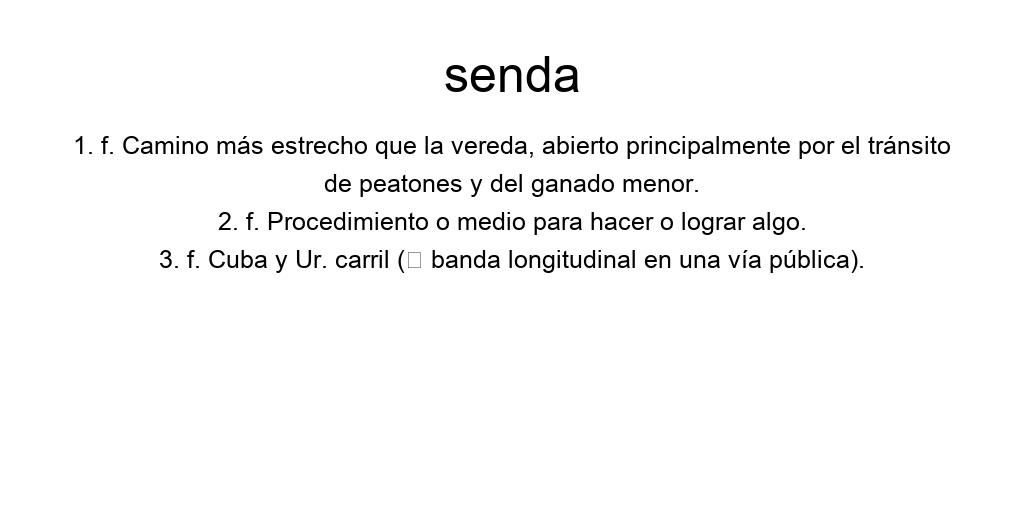 senda
1. f. Camino más estrecho que la vereda, abierto principalmente por el tránsito
de peatones y del ganado menor.
2. f. Procedimiento o medio para hacer o lograr algo.
3. f. Cuba y Ur. carril (□ banda longitudinal en una vía pública).